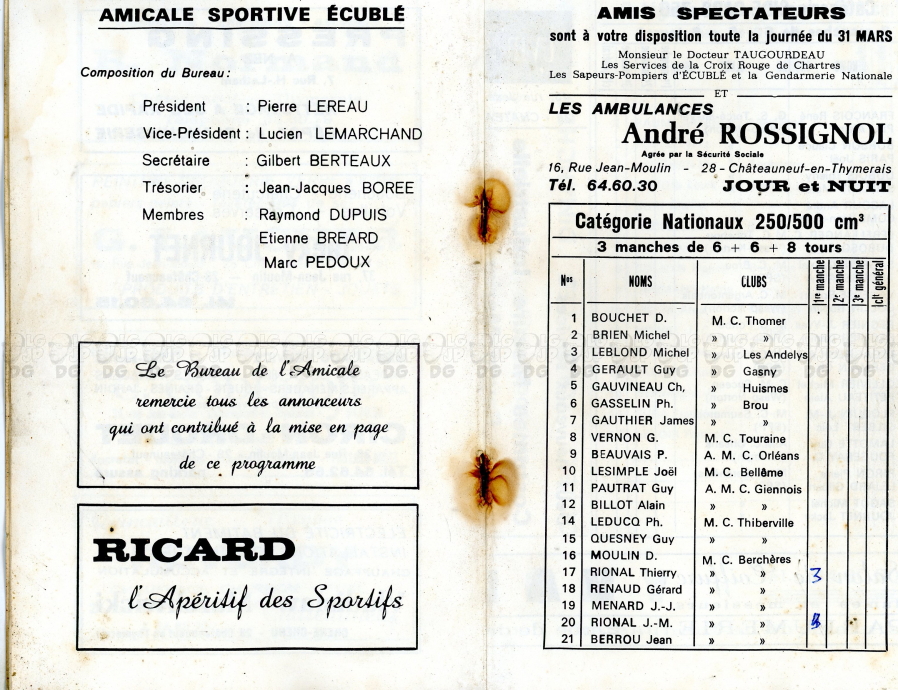 AMICALE SPORTIVE ÉCUBLÉ
Composition du Bureau :
Président : Pierre LEREAU
Vice-Président : Lucien LEMARCHAND
Secrétaire : Gilbert BERTEAUX
Trésorier : Jean-Jacques BOREE
Membres : Raymond DUPUIS
Etienne BREARD
Marc PEDOUX
Le Bureau de l'Amicale
remercie tous les annonceurs
qui ont contribué à la mise en page
de ce programme
RICARD
l'Apéritif des Sportifs
AMIS SPECTATEURS
sont à votre disposition toute la journée du 31 MARS
Monsieur le Docteur TAUGOURDEAU
Les Services de la Croix Rouge de Chartres
Les Sapeurs-Pompiers d'ÉCUBLÉ et la Gendarmerie Nationale
ET
LES AMBULANCES
André ROSSIGNOL
Agréé par la Sécurité Sociale
16, Rue Jean-Moulin - 28 - Châteauneuf-en-Thymerais
Tél. 64.60.30 JOUR et NUIT
Catégorie Nationaux 250/500 cm³
3 manches de 6 + 6 + 8 tours
Nos NOMS CLUBS 1re manche 2e manche 3e manche clt général
1 BOUCHET D. M. C. Thomer
2 BRIEN Michel » »
3 LEBLOND Michel » Les Andelys
4 GERAULT Guy » Gasny
5 GAUVINEAU Ch, » Huismes
6 GASSELIN Ph. » Brou
7 GAUTHIER James » »
8 VERNON G. M. C. Touraine
9 BEAUVAIS P. A. M. C. Orléans
10 LESIMPLE Joël M. C. Bellême
11 PAUTRAT Guy A. M. C. Giennois
12 BILLOT Alain » »
14 LEDUCQ Ph. M. C. Thiberville
15 QUESNEY Guy » »
16 MOULIN D. M. C. Berchères
17 RIONAL Thierry » » 3
18 RENAUD Gérard » »
19 MENARD J.-J. » »
20 RIONAL J.-M. » »
21 BERROU Jean » »